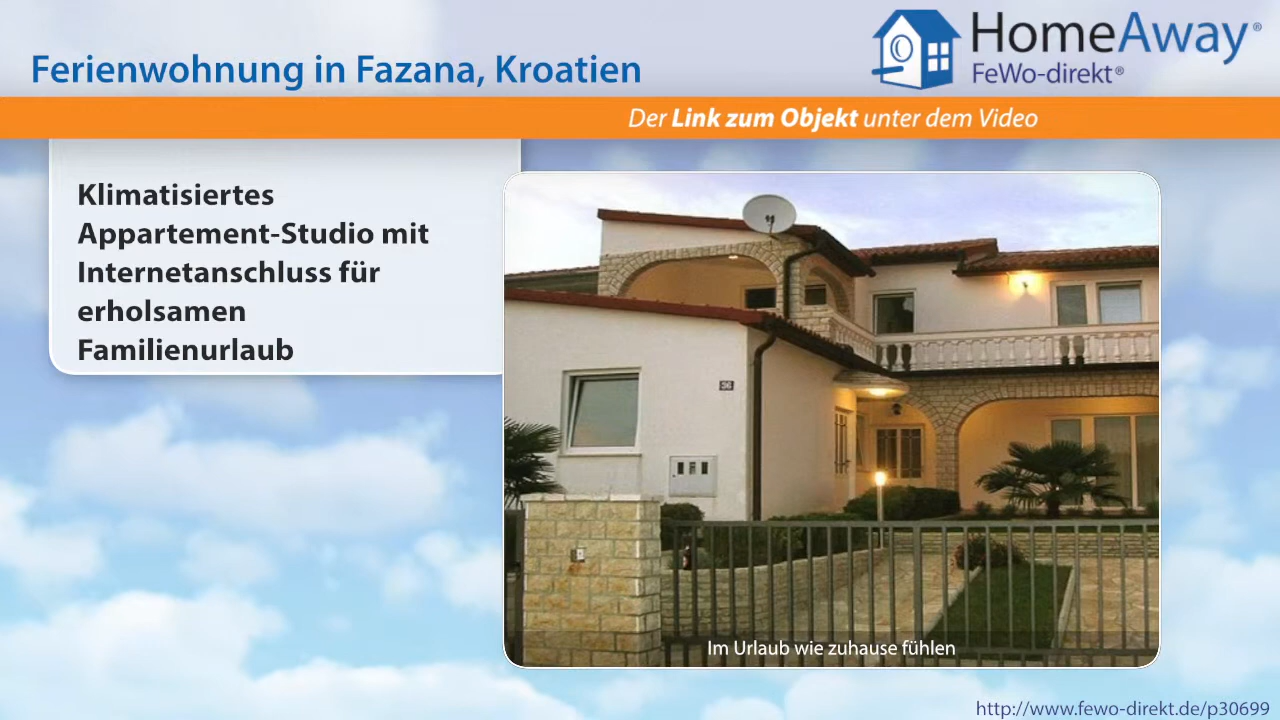 HomeAway®
FeWo-direkt®
Ferienwohnung in Fazana, Kroatien
Der Link zum Objekt unter dem Video
Klimatisiertes
Appartement-Studio mit
Internetanschluss für
erholsamen
Familienurlaub
36
Im Urlaub wie zuhause fühlen
http://www.fewo-direkt.de/p30699